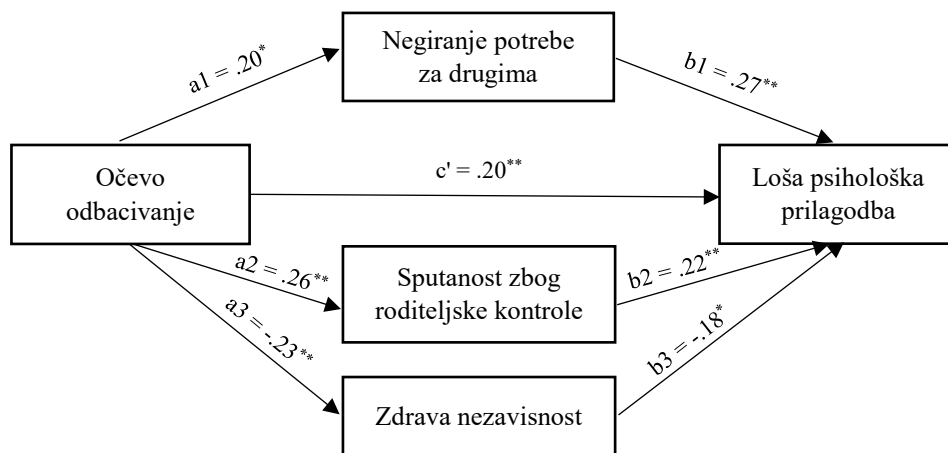 Negiranje potrebe
za drugima
a1 = .20*
b1 = .27**
Očevo
odbacivanje
c' = .20**
Loša psihološka
prilagodba
a2 = .26**
Sputanost zbog
roditeljske kontrole
b2 = .22**
a3 = -.23**
b3 = -.18*
Zdrava nezavisnost